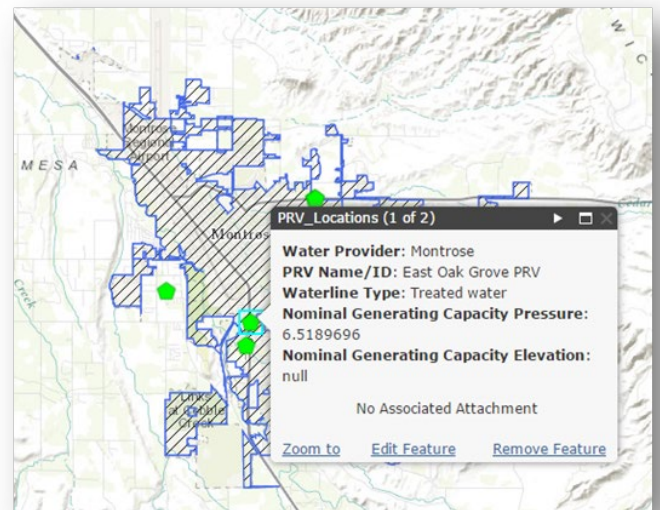 Montrose
Regional
Airport
MESA
PRV_Locations (1 of 2)
Cedar
Montros
Water Provider: Montrose
PRV Name/ID: East Oak Grove PRV
Waterline Type: Treated water
Nominal Generating Capacity Pressure:
6.5189696
Nominal Generating Capacity Elevation:
null
No Associated Attachment
Creek
Links
at Cobble
Creek
Zoom to Edit Feature Remove Feature